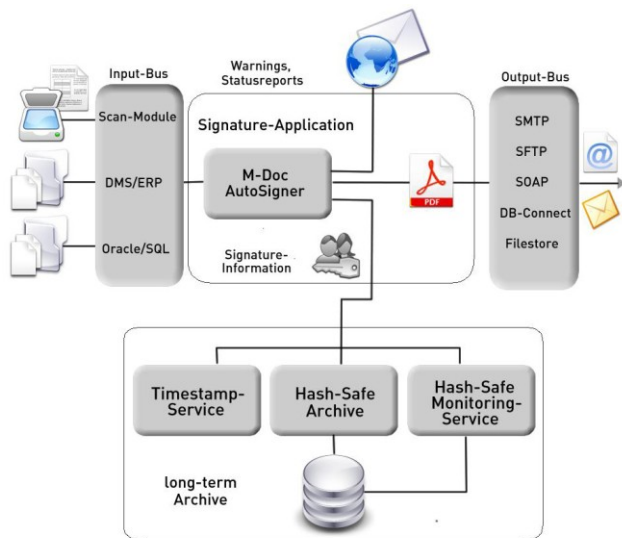 Warnings,
Statusreports
Input-Bus
Scan-Module
DMS/ERP
Oracle/SQL
Signature-Application
M-Doc
AutoSigner
PDF
Signature-
Information
Output-Bus
SMTP
SFTP
SOAP
DB-Connect
Filestore
@
Timestamp-
Service
Hash-Safe
Archive
Hash-Safe
Monitoring-
Service
long-term
Archive